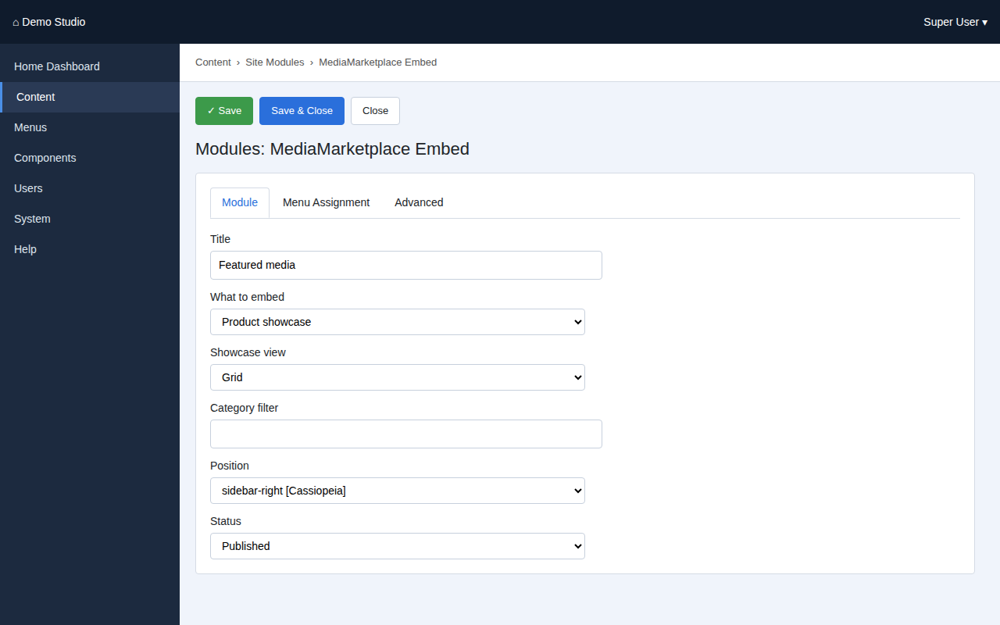 ⌂ Demo Studio
Super User ▾
Home Dashboard
Content
Menus
Components
Users
System
Help
Content › Site Modules › MediaMarketplace Embed
✓ Save
Save & Close
Close
Modules: MediaMarketplace Embed
Module
Menu Assignment
Advanced
Title
Featured media
What to embed
Product showcase
Showcase view
Grid
Category filter
Position
sidebar-right [Cassiopeia]
Status
Published